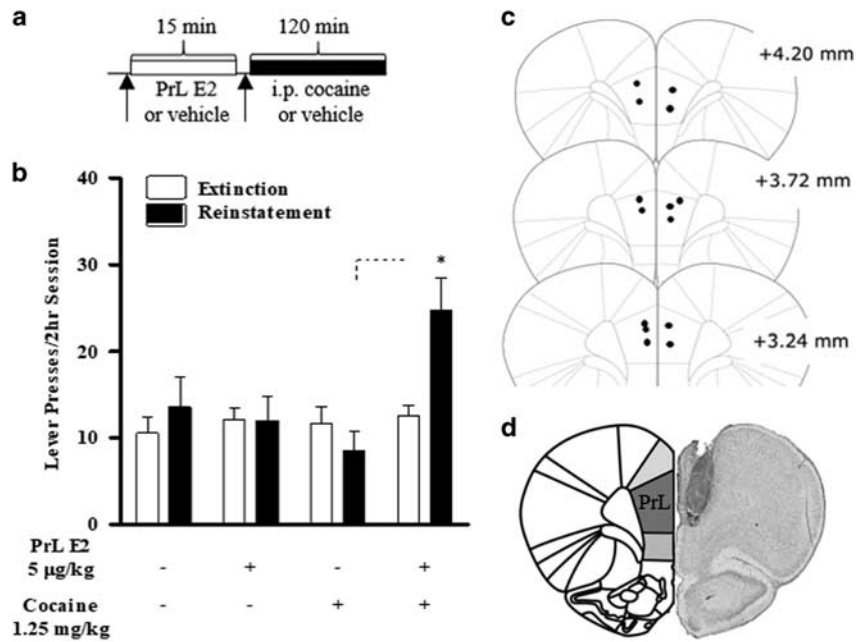 a
15 min 120 min
PrL E2 i.p. cocaine
or vehicle or vehicle
b
40
30
20
10
0
Lever Presses/2hr Session
Extinction
Reinstatement
*
PrL E2
5 µg/kg - + - +
Cocaine
1.25 mg/kg - - + +
c
+4.20 mm
+3.72 mm
+3.24 mm
d
PrL